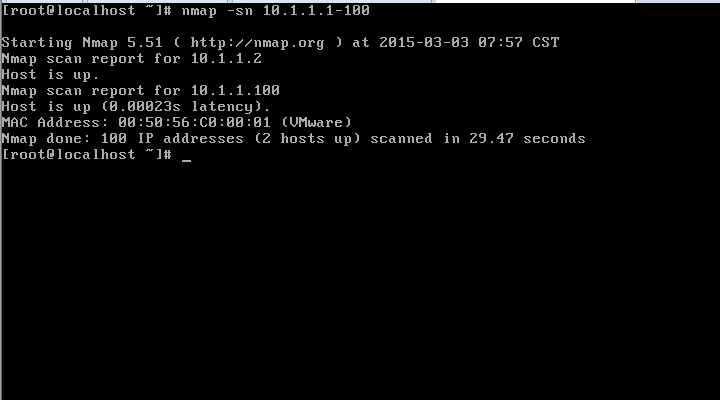 [root@localhost ~]# nmap -sn 10.1.1.1-100
Starting Nmap 5.51 ( http://nmap.org ) at 2015-03-03 07:57 CST
Nmap scan report for 10.1.1.2
Host is up.
Nmap scan report for 10.1.1.100
Host is up (0.00023s latency).
MAC Address: 00:50:56:C0:00:01 (VMware)
Nmap done: 100 IP addresses (2 hosts up) scanned in 29.47 seconds
[root@localhost ~]# _